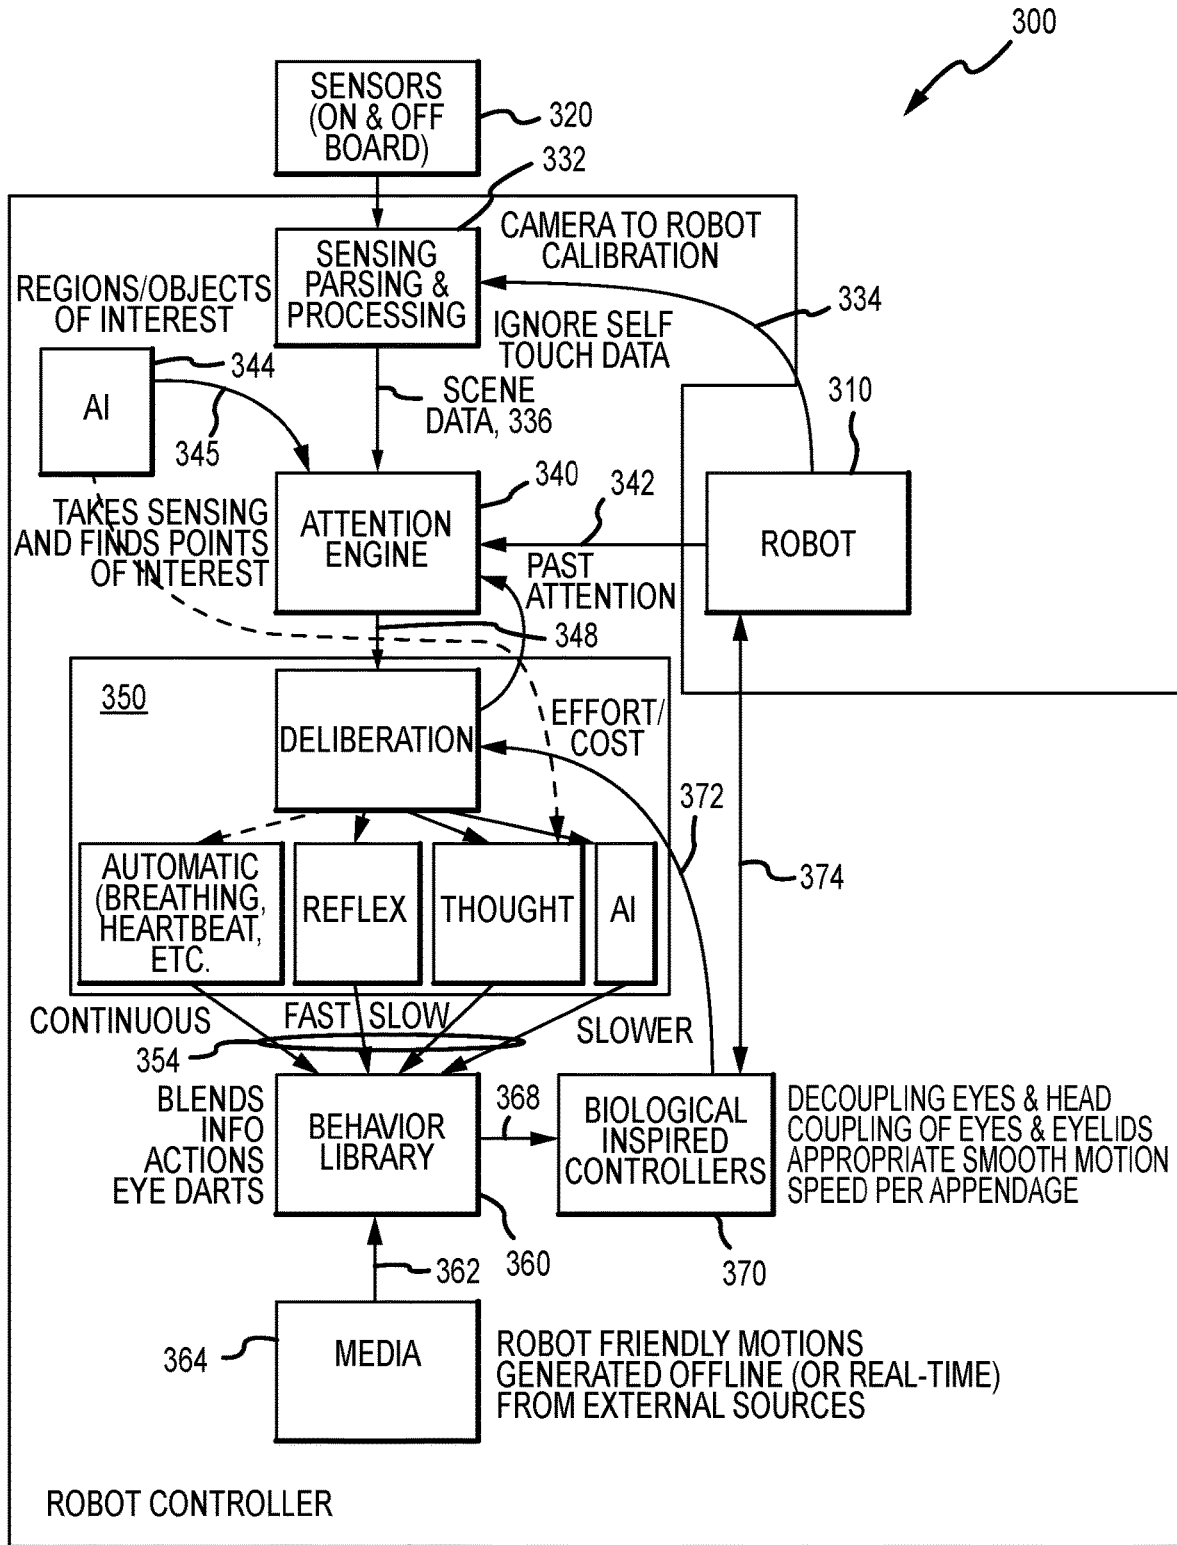 300
SENSORS
(ON & OFF
BOARD)
320
332
SENSING
PARSING &
PROCESSING
CAMERA TO ROBOT
CALIBRATION
334
IGNORE SELF
TOUCH DATA
REGIONS/OBJECTS
OF INTEREST
344
AI
345
SCENE
DATA, 336
310
ROBOT
340
342
ATTENTION
ENGINE
TAKES SENSING
AND FINDS POINTS
OF INTEREST
PAST
ATTENTION
348
350
DELIBERATION
EFFORT/
COST
372
374
AUTOMATIC
(BREATHING,
HEARTBEAT,
ETC.
REFLEX
THOUGHT
AI
CONTINUOUS
FAST
SLOW
SLOWER
354
BLENDS
INFO
ACTIONS
EYE DARTS
BEHAVIOR
LIBRARY
368
BIOLOGICAL
INSPIRED
CONTROLLERS
DECOUPLING EYES & HEAD
COUPLING OF EYES & EYELIDS
APPROPRIATE SMOOTH MOTION
SPEED PER APPENDAGE
360
370
362
364
MEDIA
ROBOT FRIENDLY MOTIONS
GENERATED OFFLINE (OR REAL-TIME)
FROM EXTERNAL SOURCES
ROBOT CONTROLLER